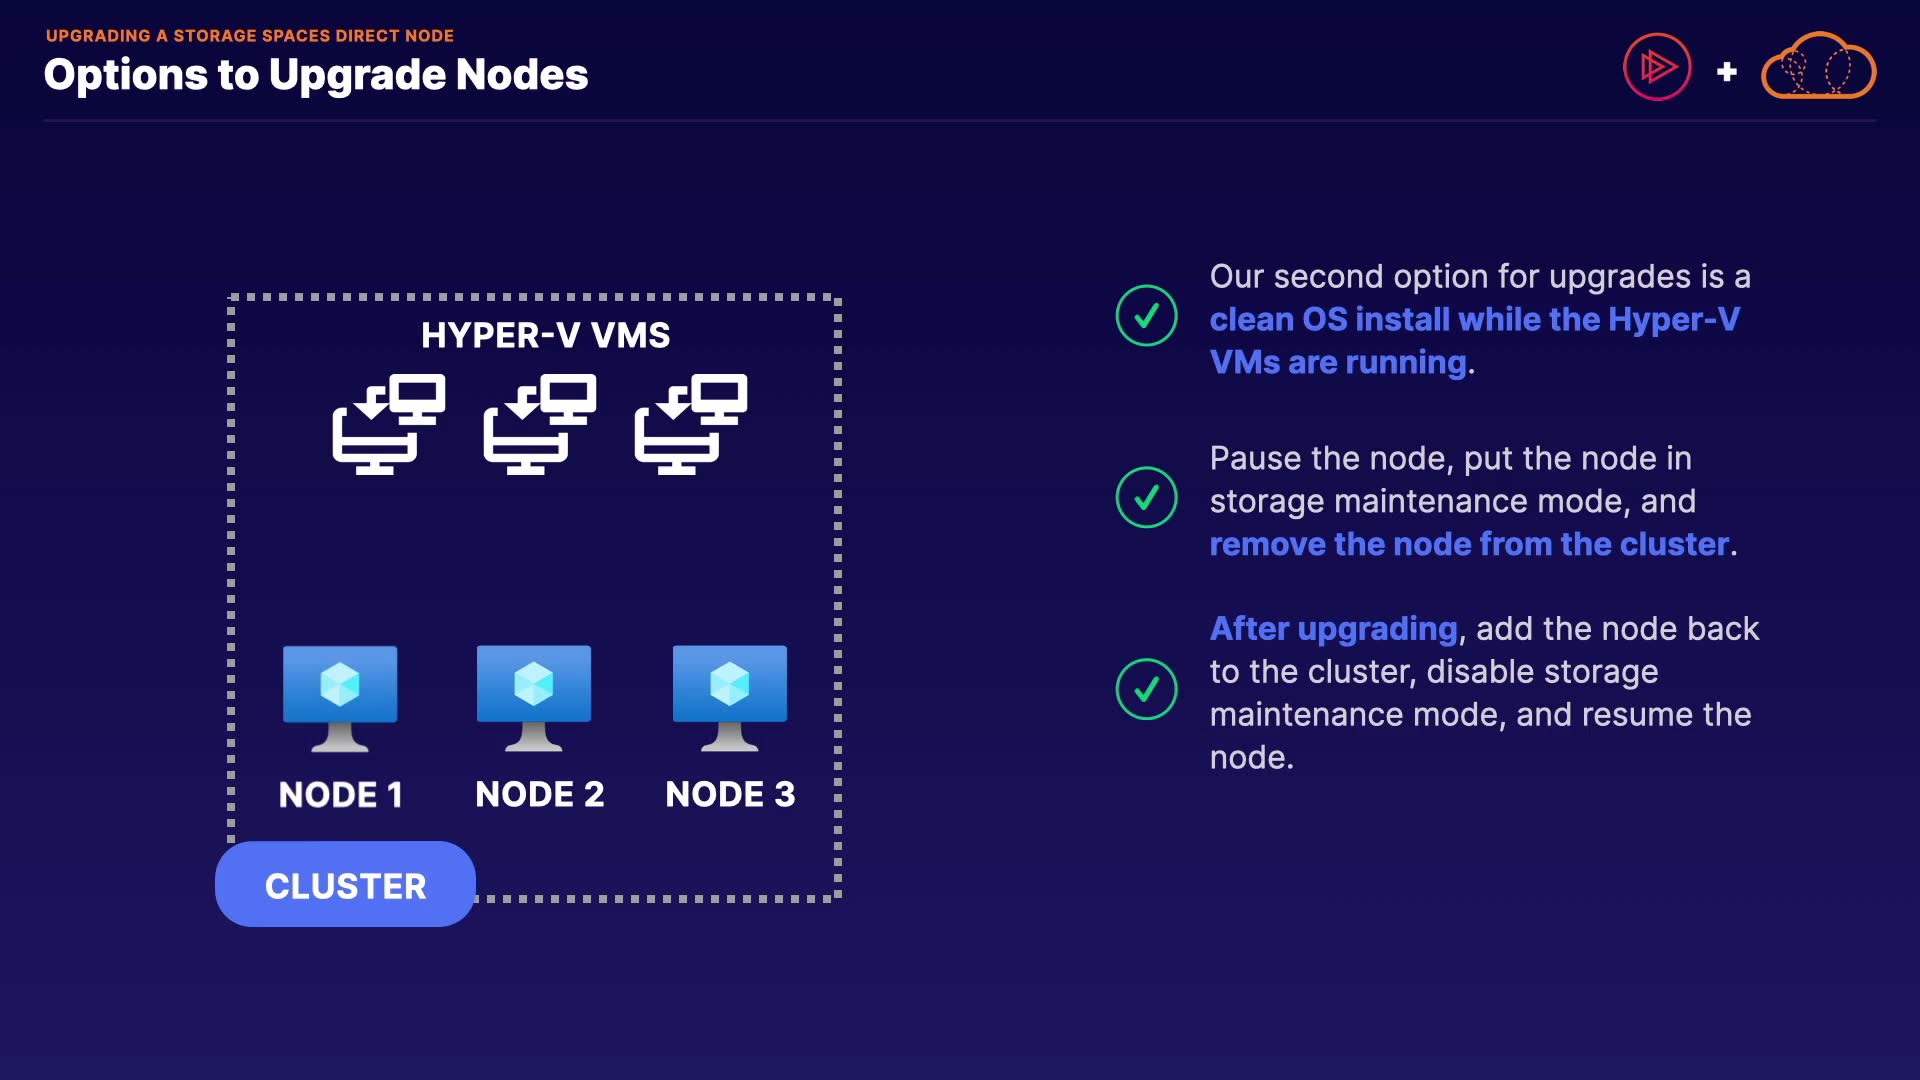 UPGRADING A STORAGE SPACES DIRECT NODE
Options to Upgrade Nodes
HYPER-V VMS
NODE 1
NODE 2
NODE 3
CLUSTER
Our second option for upgrades is a
clean OS install while the Hyper-V
VMs are running.
Pause the node, put the node in
storage maintenance mode, and
remove the node from the cluster.
After upgrading, add the node back
to the cluster, disable storage
maintenance mode, and resume the
node.